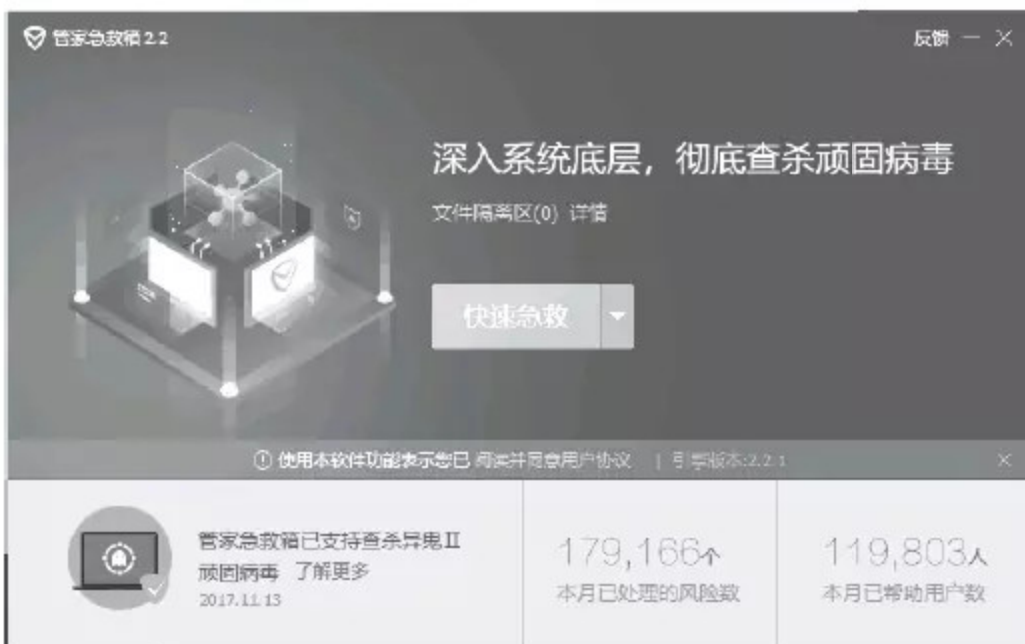 管家急救箱 2.2
反馈
深入系统底层，彻底查杀顽固病毒
文件隔离区(0) 详情
快速急救
使用本软件功能表示您已 阅读并同意用户协议 | 引擎版本:2.2.1
管家急救箱已支持查杀异鬼II
顽固病毒 了解更多
2017.11.13
179,166个
本月已处理的风险数
119,803人
本月已帮助用户数